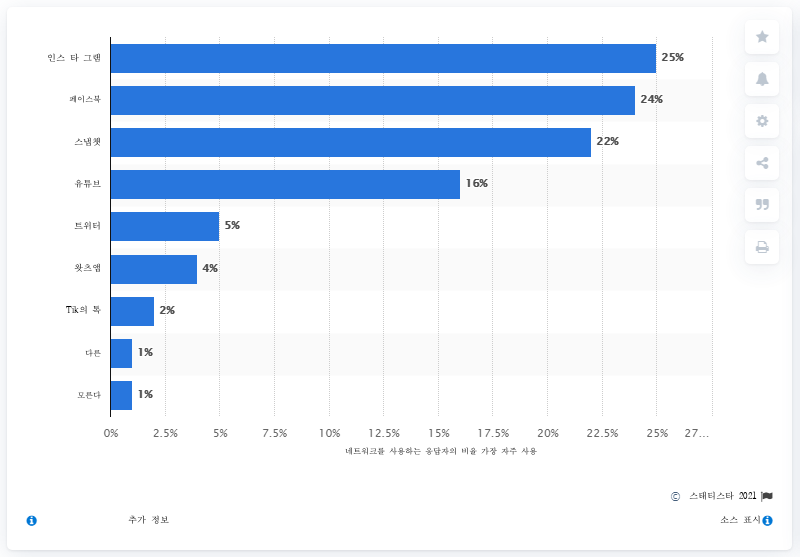 인스 타 그램
25%
페이스북
24%
스냅챗
22%
유튜브
16%
트위터
5%
왓츠앱
4%
Tik의 톡
2%
다른
1%
모른다
1%
0% 2.5% 5% 7.5% 10% 12.5% 15% 17.5% 20% 22.5% 25% 27...
네트워크를 사용하는 응답자의 비율 가장 자주 사용
© 스태티스타 2021
추가 정보
소스 표시